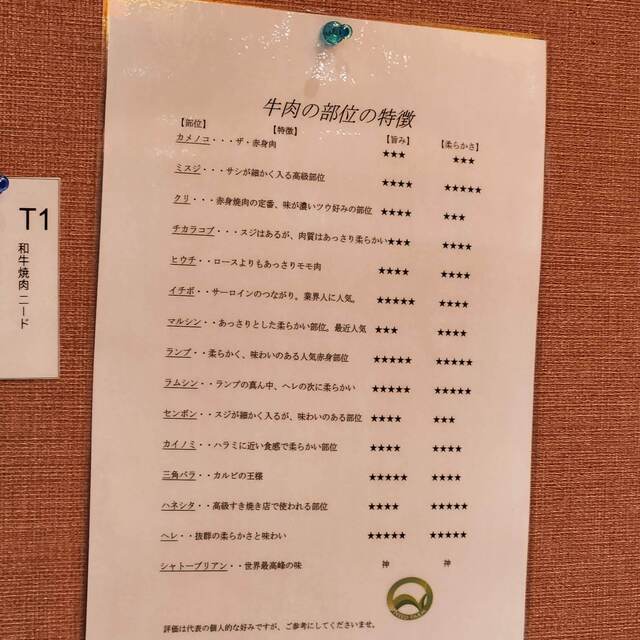 牛肉の部位の特徴
【部位】 【特徴】 【旨み】 【柔らかさ】
カメノコ・・・ザ・赤身肉 ★★★ ★★★
ミスジ・・・サシが細かく入る高級部位 ★★★★ ★★★★★
クリ・・・赤身焼肉の定番、味が濃いツウ好みの部位 ★★★★ ★★★
チカラコブ・・・スジはあるが、肉質はあっさり柔らかい ★★★ ★★★★
ヒウチ・・ロースよりもあっさりモモ肉 ★★★★ ★★★★
イチボ・・サーロインのつながり。業界人に人気。 ★★★★★ ★★★★
マルシン・・あっさりとした柔らかい部位。最近人気 ★★★ ★★★★
ランプ・・柔らかく、味わいのある人気赤身部位 ★★★★★ ★★★★★
ラムシン・・ランプの真ん中、ヘレの次に柔らかい ★★★★★ ★★★★★
センボン・・スジが細かく入るが、味わいのある部位 ★★★★ ★★★
カイノミ・・ハラミに近い食感で柔らかい部位 ★★★★ ★★★★
三角バラ・・カルビの王様 ★★★★★ ★★★★
ハネシタ・・高級すき焼き店で使われる部位 ★★★★ ★★★★★
ヘレ・・抜群の柔らかさと味わい ★★★★★ ★★★★★
シャトーブリアン・・世界最高峰の味 神 神
評価は代表の個人的な好みですが、ご参考にしてくださいませ。
T1
和牛焼肉 ニード